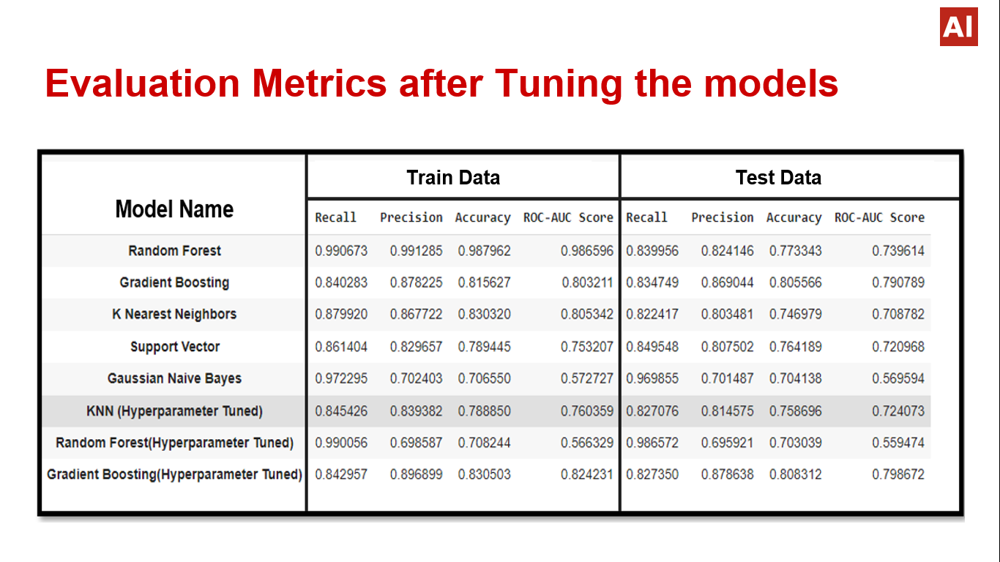 AI
Evaluation Metrics after Tuning the models
Train Data Test Data
Model Name
Recall Precision Accuracy ROC-AUC Score Recall Precision Accuracy ROC-AUC Score
Random Forest 0.990673 0.991285 0.987962 0.986596 0.839956 0.824146 0.773343 0.739614
Gradient Boosting 0.840283 0.878225 0.815627 0.803211 0.834749 0.869044 0.805566 0.790789
K Nearest Neighbors 0.879920 0.867722 0.830320 0.805342 0.822417 0.803481 0.746979 0.708782
Support Vector 0.861404 0.829657 0.789445 0.753207 0.849548 0.807502 0.764189 0.720968
Gaussian Naive Bayes 0.972295 0.702403 0.706550 0.572727 0.969855 0.701487 0.704138 0.569594
KNN (Hyperparameter Tuned) 0.845426 0.839382 0.788850 0.760359 0.827076 0.814575 0.758696 0.724073
Random Forest(Hyperparameter Tuned) 0.990056 0.698587 0.708244 0.566329 0.986572 0.695921 0.703039 0.559474
Gradient Boosting(Hyperparameter Tuned) 0.842957 0.896899 0.830503 0.824231 0.827350 0.878638 0.808312 0.798672